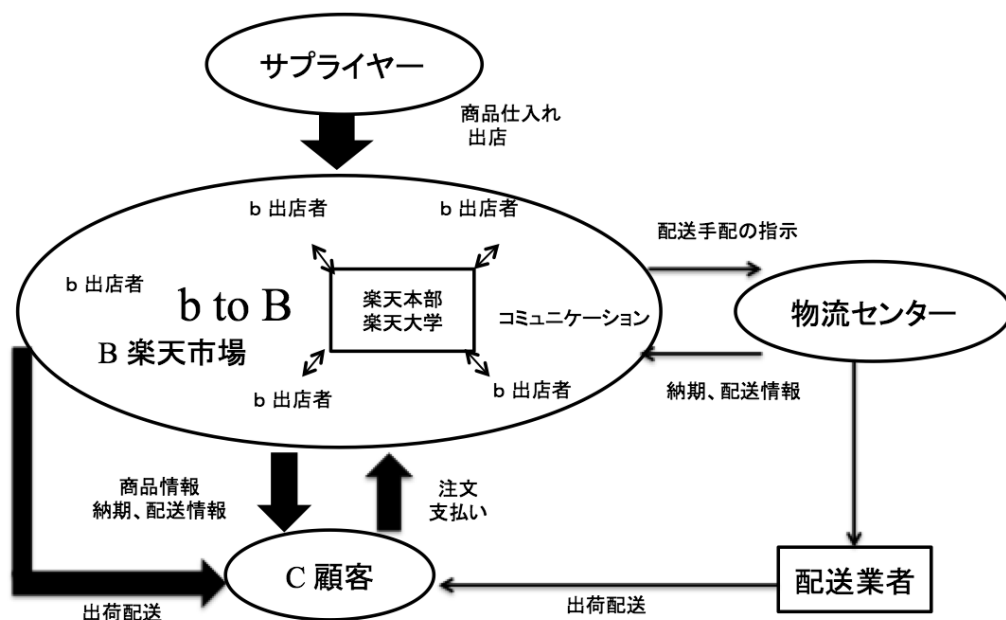 サプライヤー
商品仕入れ
出店
b 出店者
b 出店者
b 出店者
b to B
B 楽天市場
楽天本部
楽天大学
コミュニケーション
b 出店者
b 出店者
配送手配の指示
物流センター
納期、配送情報
商品情報
納期、配送情報
注文
支払い
C 顧客
出荷配送
出荷配送
配送業者